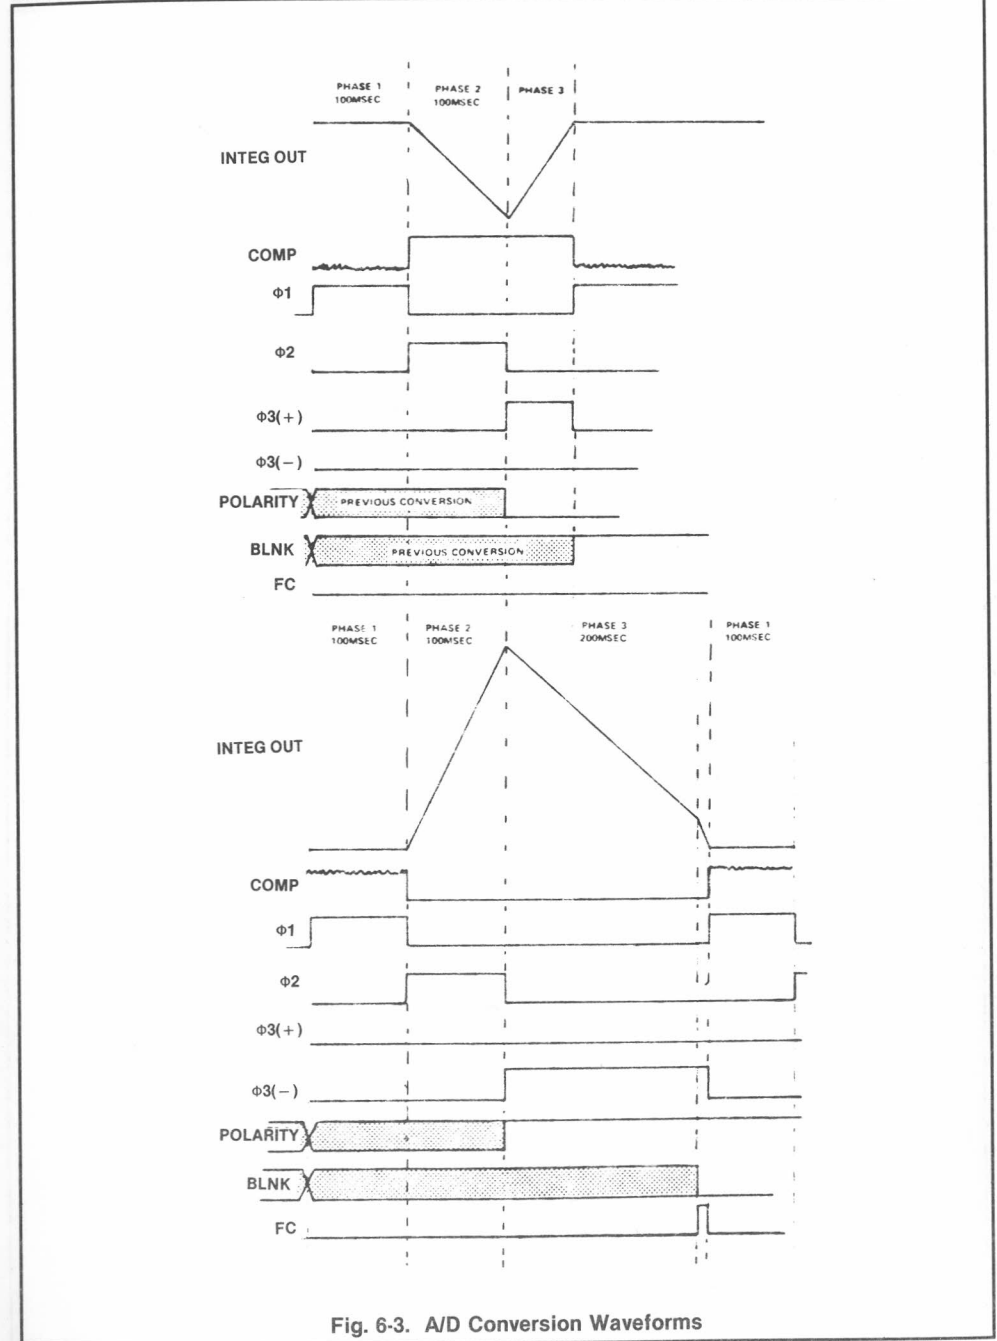 PHASE 1
100MSEC
PHASE 2
100MSEC
PHASE 3
INTEG OUT
COMP
Φ1
Φ2
Φ3(+)
Φ3(−)
POLARITY
PREVIOUS CONVERSION
BLNK
PREVIOUS CONVERSION
FC
PHASE 1
100MSEC
PHASE 2
100MSEC
PHASE 3
200MSEC
PHASE 1
100MSEC
INTEG OUT
COMP
Φ1
Φ2
Φ3(+)
Φ3(−)
POLARITY
BLNK
FC
Fig. 6-3. A/D Conversion Waveforms